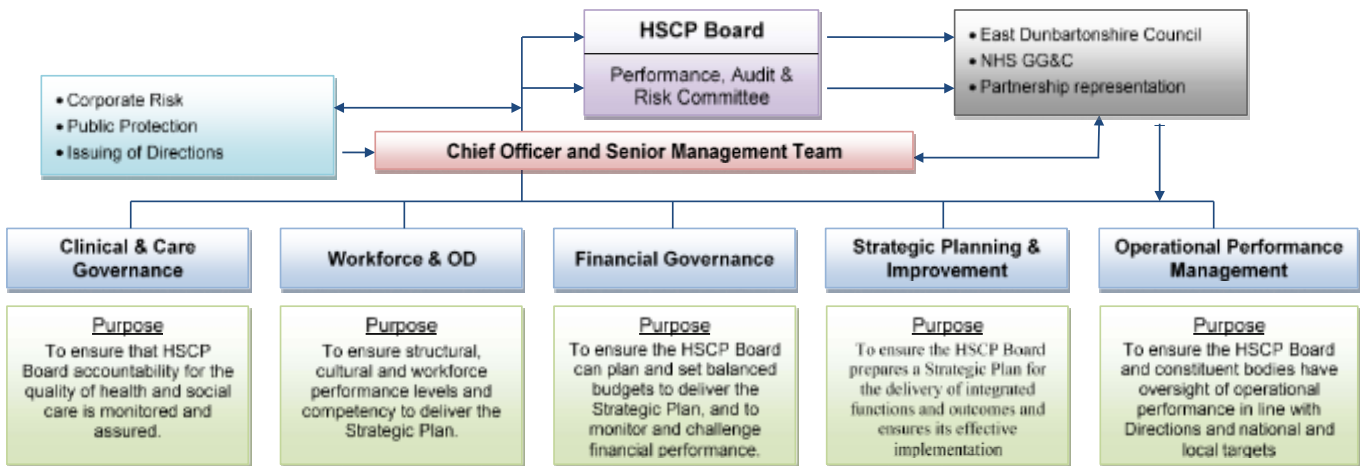 HSCP Board
Performance, Audit &
Risk Committee
• East Dunbartonshire Council
• NHS GG&C
• Partnership representation
• Corporate Risk
• Public Protection
• Issuing of Directions
Chief Officer and Senior Management Team
Clinical & Care
Governance
Workforce & OD
Financial Governance
Strategic Planning &
Improvement
Operational Performance
Management
Purpose
To ensure that HSCP
Board accountability for the
quality of health and social
care is monitored and
assured.
Purpose
To ensure structural,
cultural and workforce
performance levels and
competency to deliver the
Strategic Plan.
Purpose
To ensure the HSCP Board
can plan and set balanced
budgets to deliver the
Strategic Plan, and to
monitor and challenge
financial performance.
Purpose
To ensure the HSCP Board
prepares a Strategic Plan for
the delivery of integrated
functions and outcomes and
ensures its effective
implementation
Purpose
To ensure the HSCP Board
and constituent bodies have
oversight of operational
performance in line with
Directions and national and
local targets